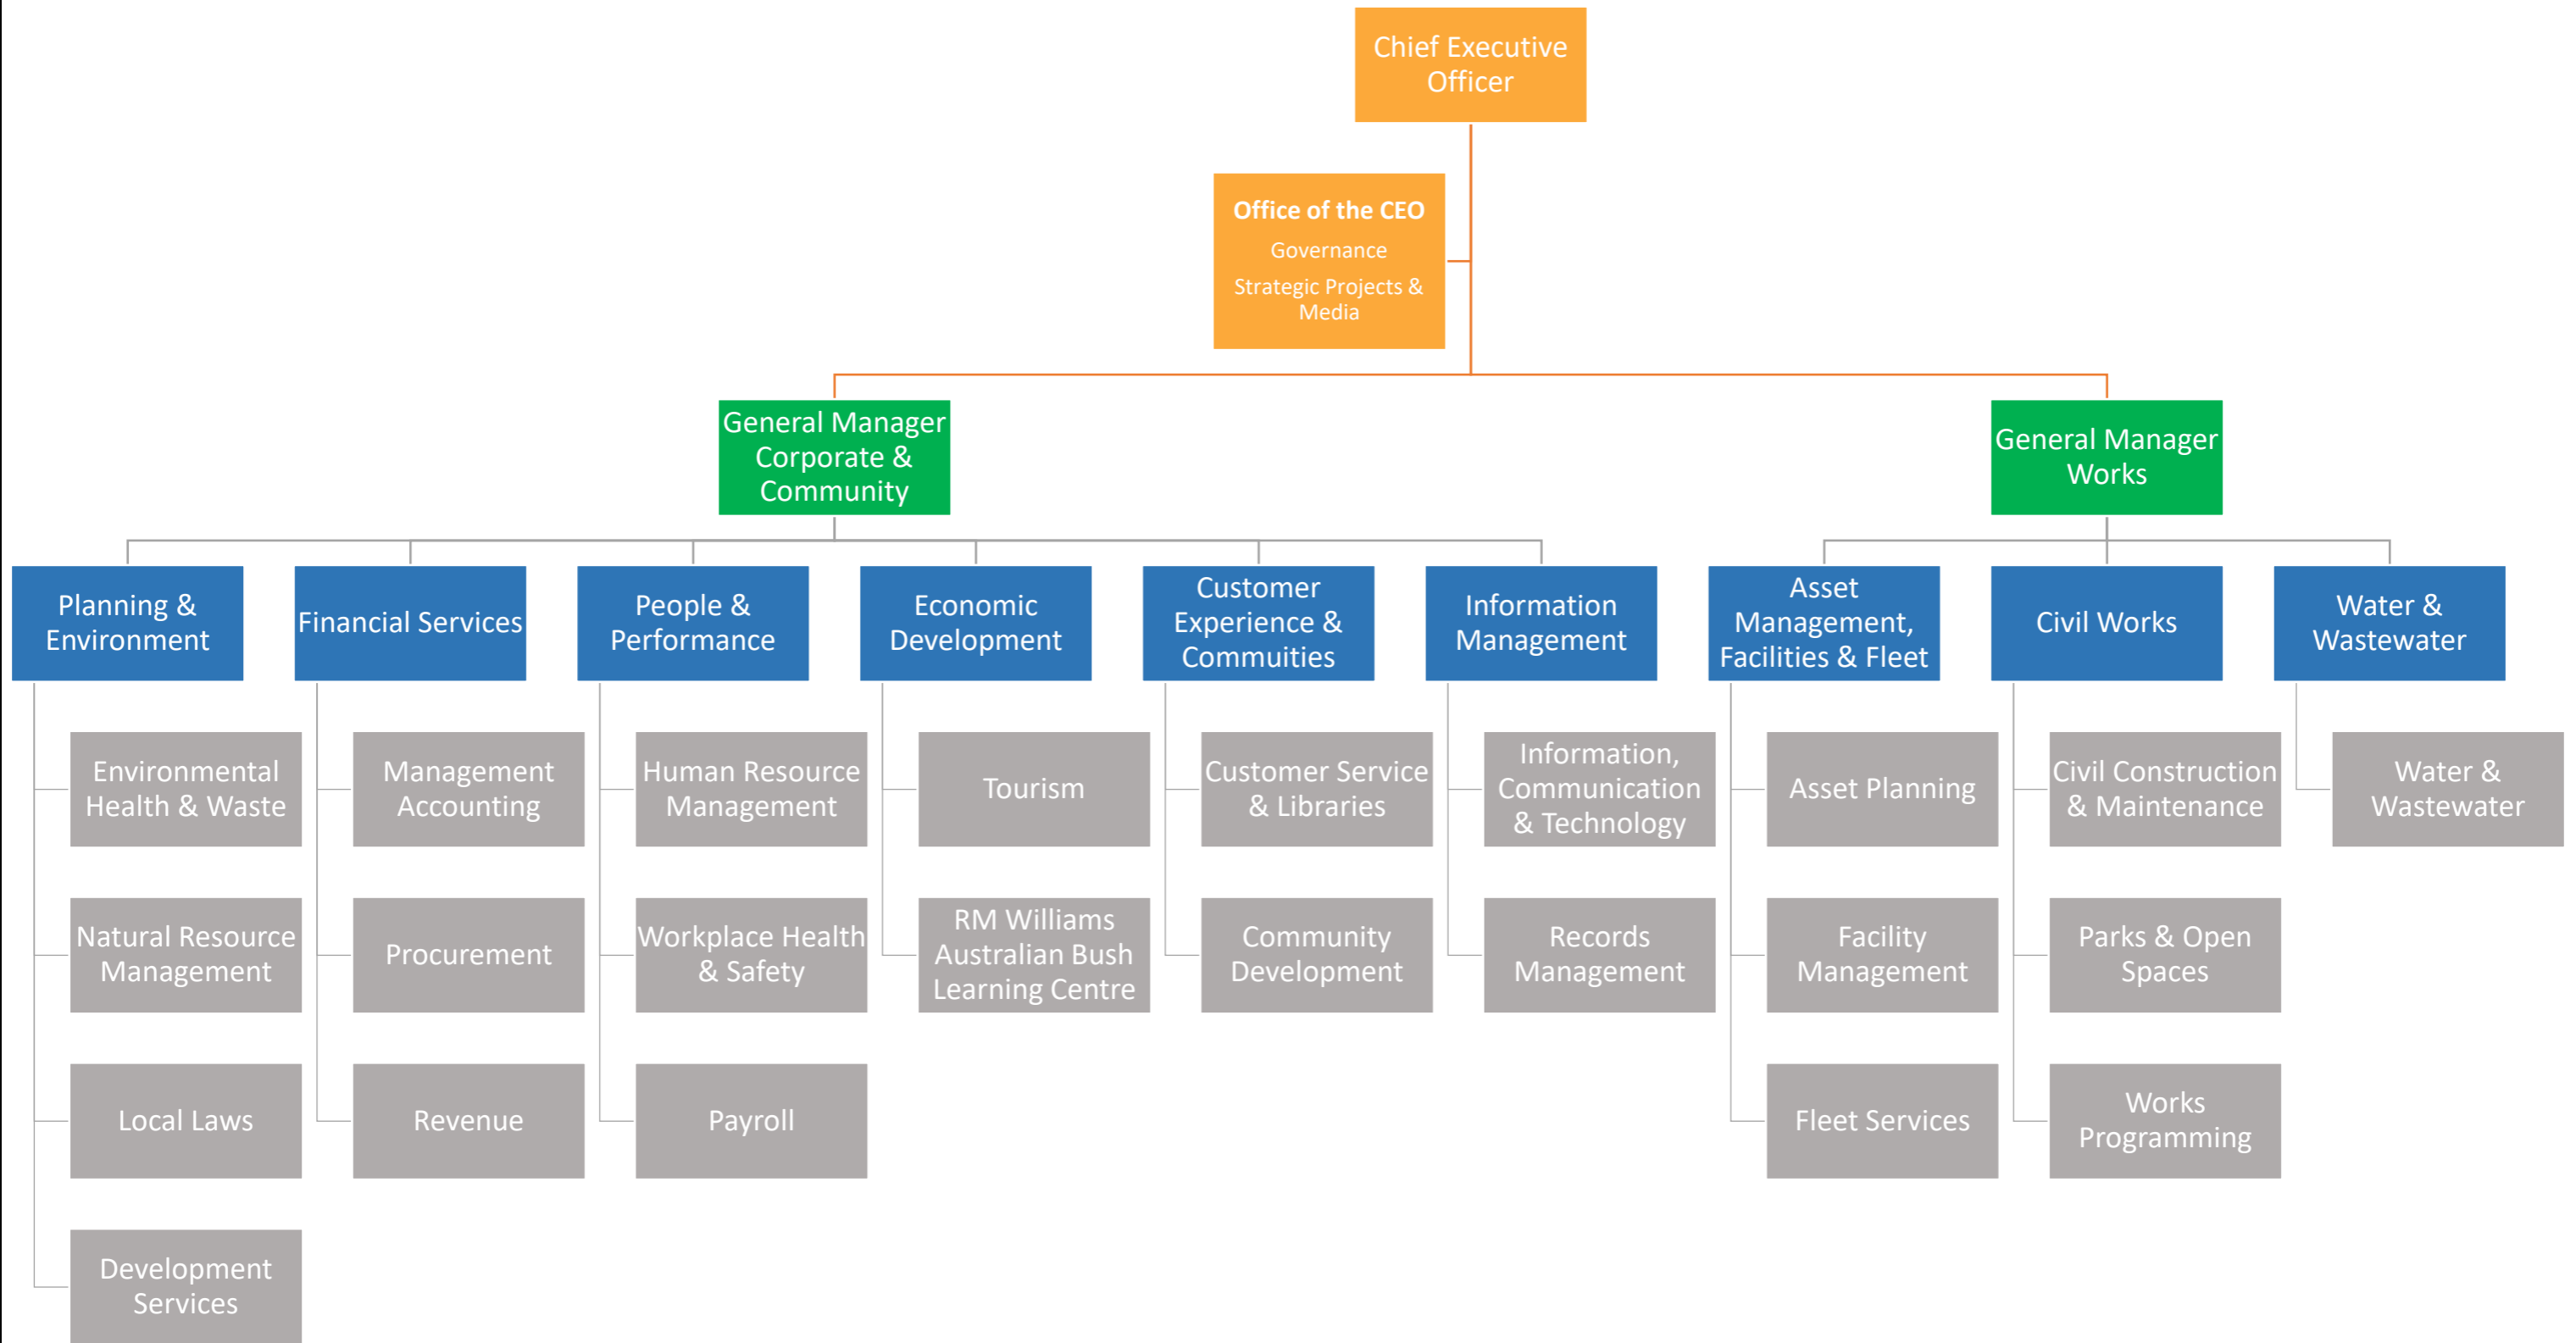 Chief Executive
Officer
Office of the CEO
Governance
Strategic Projects &
Media
General Manager
Corporate &
Community
General Manager
Works
Planning &
Environment
Financial Services
People &
Performance
Economic
Development
Customer
Experience &
Commuities
Information
Management
Asset
Management,
Facilities & Fleet
Civil Works
Water &
Wastewater
Environmental
Health & Waste
Management
Accounting
Human Resource
Management
Tourism
Customer Service
& Libraries
Information,
Communication
& Technology
Asset Planning
Civil Construction
& Maintenance
Water &
Wastewater
Natural Resource
Management
Procurement
Workplace Health
& Safety
RM Williams
Australian Bush
Learning Centre
Community
Development
Records
Management
Facility
Management
Parks & Open
Spaces
Local Laws
Revenue
Payroll
Fleet Services
Works
Programming
Development
Services